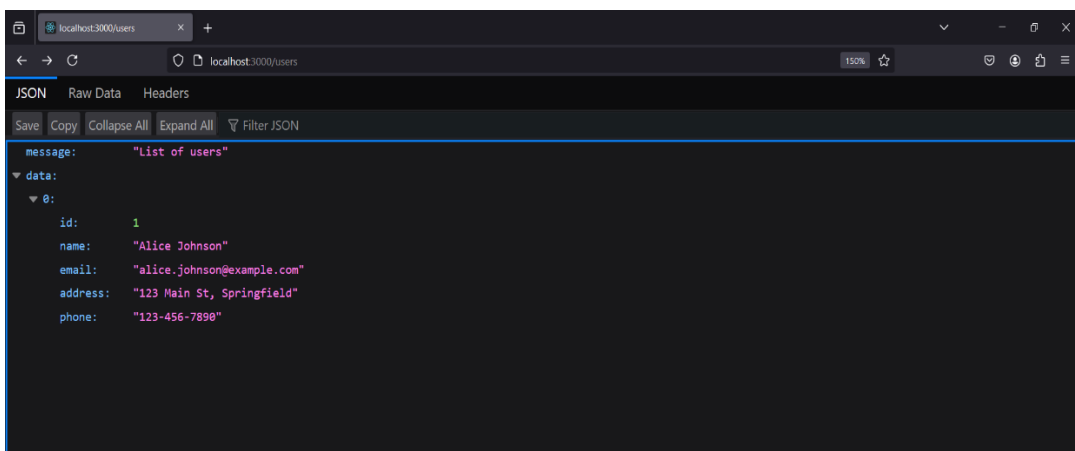 localhost:3000/users
localhost:3000/users 150%
JSON Raw Data Headers
Save Copy Collapse All Expand All Filter JSON
message: "List of users"
data:
0:
id: 1
name: "Alice Johnson"
email: "alice.johnson@example.com"
address: "123 Main St, Springfield"
phone: "123-456-7890"